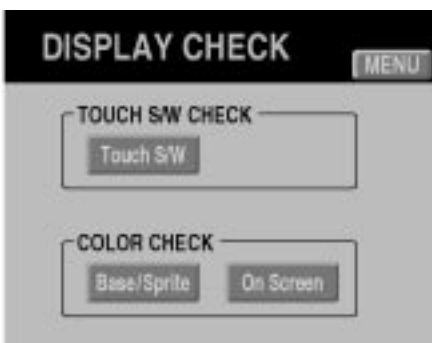 DISPLAY CHECK
MENU
TOUCH S/W CHECK
Touch S/W
COLOR CHECK
Base/Sprite On Screen